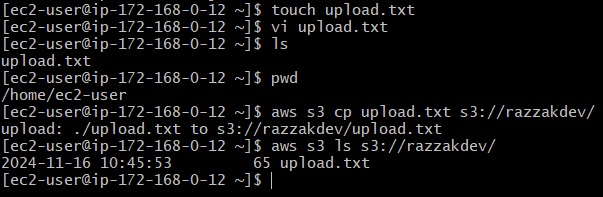 [ec2-user@ip-172-168-0-12 ~]$ touch upload.txt
[ec2-user@ip-172-168-0-12 ~]$ vi upload.txt
[ec2-user@ip-172-168-0-12 ~]$ ls
upload.txt
[ec2-user@ip-172-168-0-12 ~]$ pwd
/home/ec2-user
[ec2-user@ip-172-168-0-12 ~]$ aws s3 cp upload.txt s3://razzakdev/
upload: ./upload.txt to s3://razzakdev/upload.txt
[ec2-user@ip-172-168-0-12 ~]$ aws s3 ls s3://razzakdev/
2024-11-16 10:45:53         65 upload.txt
[ec2-user@ip-172-168-0-12 ~]$